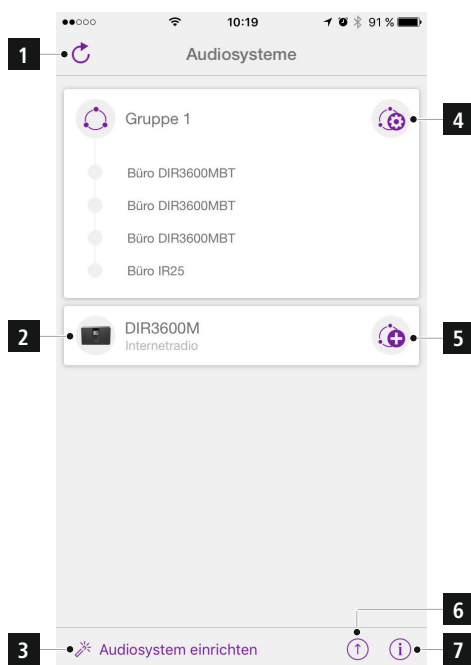 10:19
91 %
1
Audiosysteme
Gruppe 1
4
Büro DIR3600MBT
Büro DIR3600MBT
Büro DIR3600MBT
Büro IR25
2
DIR3600M
Internetradio
5
6
3
Audiosystem einrichten
7